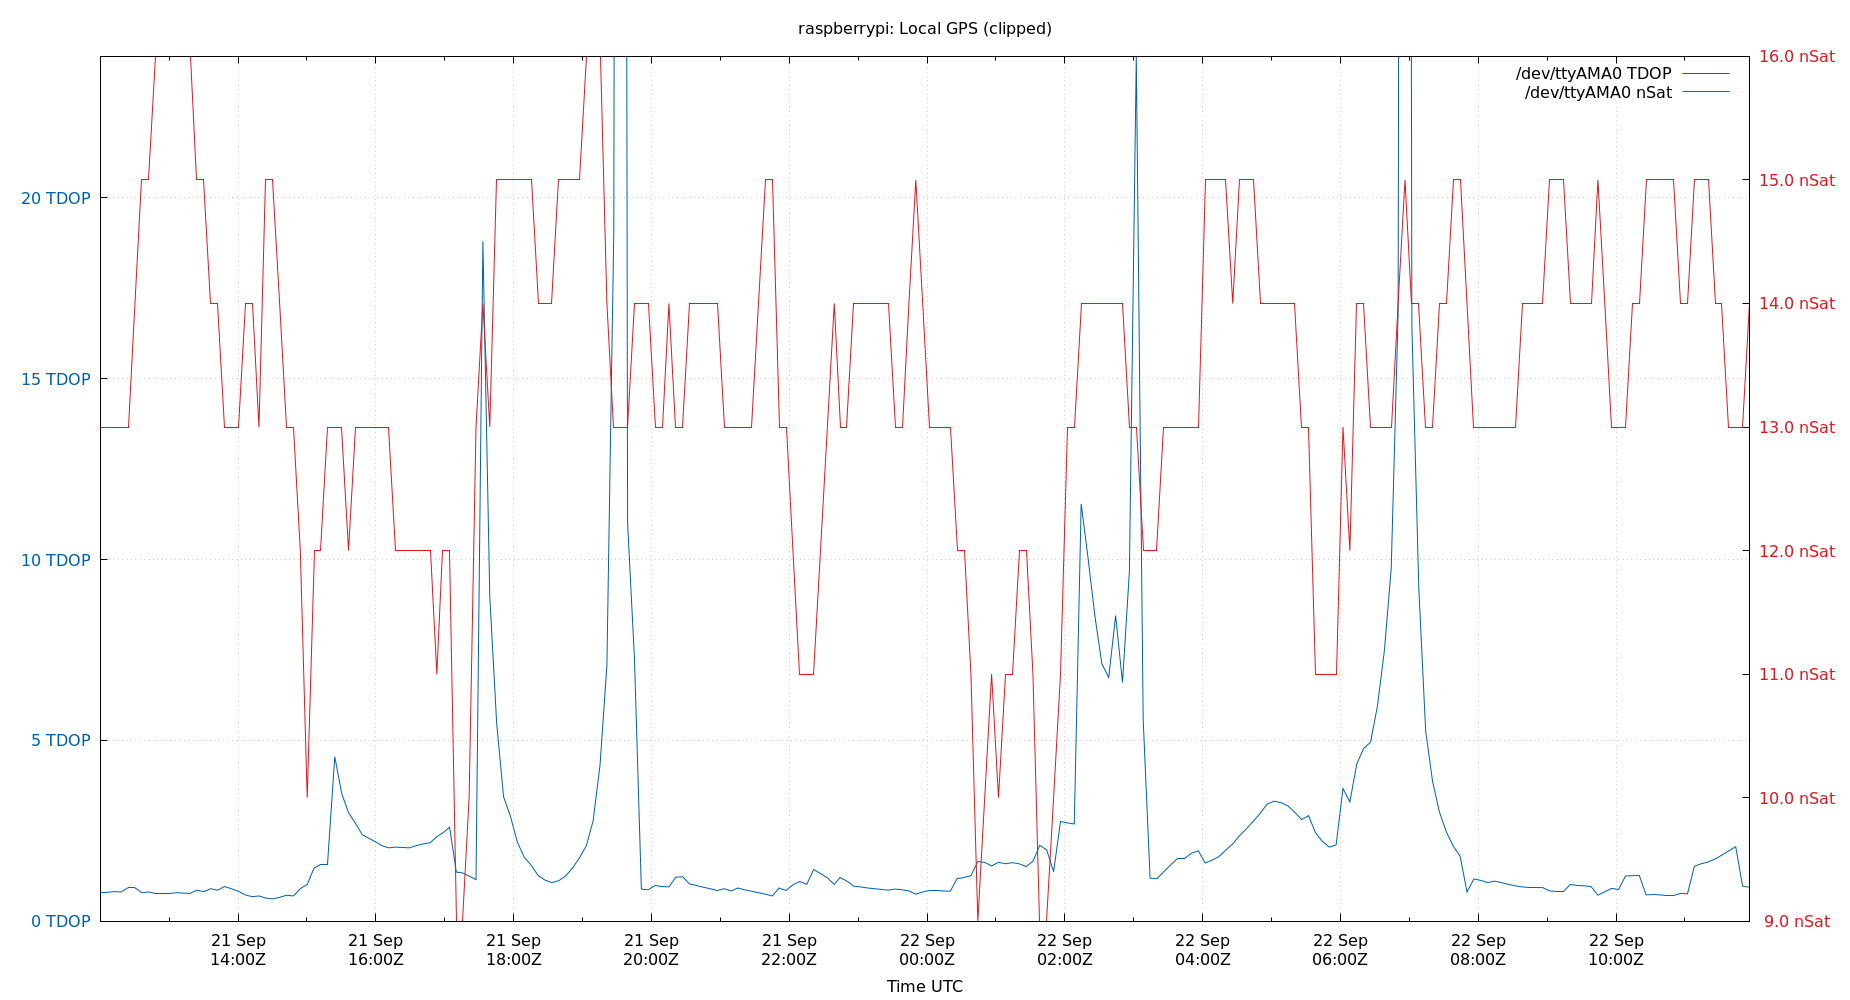 raspberrypi: Local GPS (clipped)
/dev/ttyAMA0 TDOP
/dev/ttyAMA0 nSat
20 TDOP
15 TDOP
10 TDOP
5 TDOP
0 TDOP
16.0 nSat
15.0 nSat
14.0 nSat
13.0 nSat
12.0 nSat
11.0 nSat
10.0 nSat
9.0 nSat
21 Sep
14:00Z
21 Sep
16:00Z
21 Sep
18:00Z
21 Sep
20:00Z
21 Sep
22:00Z
22 Sep
00:00Z
22 Sep
02:00Z
22 Sep
04:00Z
22 Sep
06:00Z
22 Sep
08:00Z
22 Sep
10:00Z
Time UTC